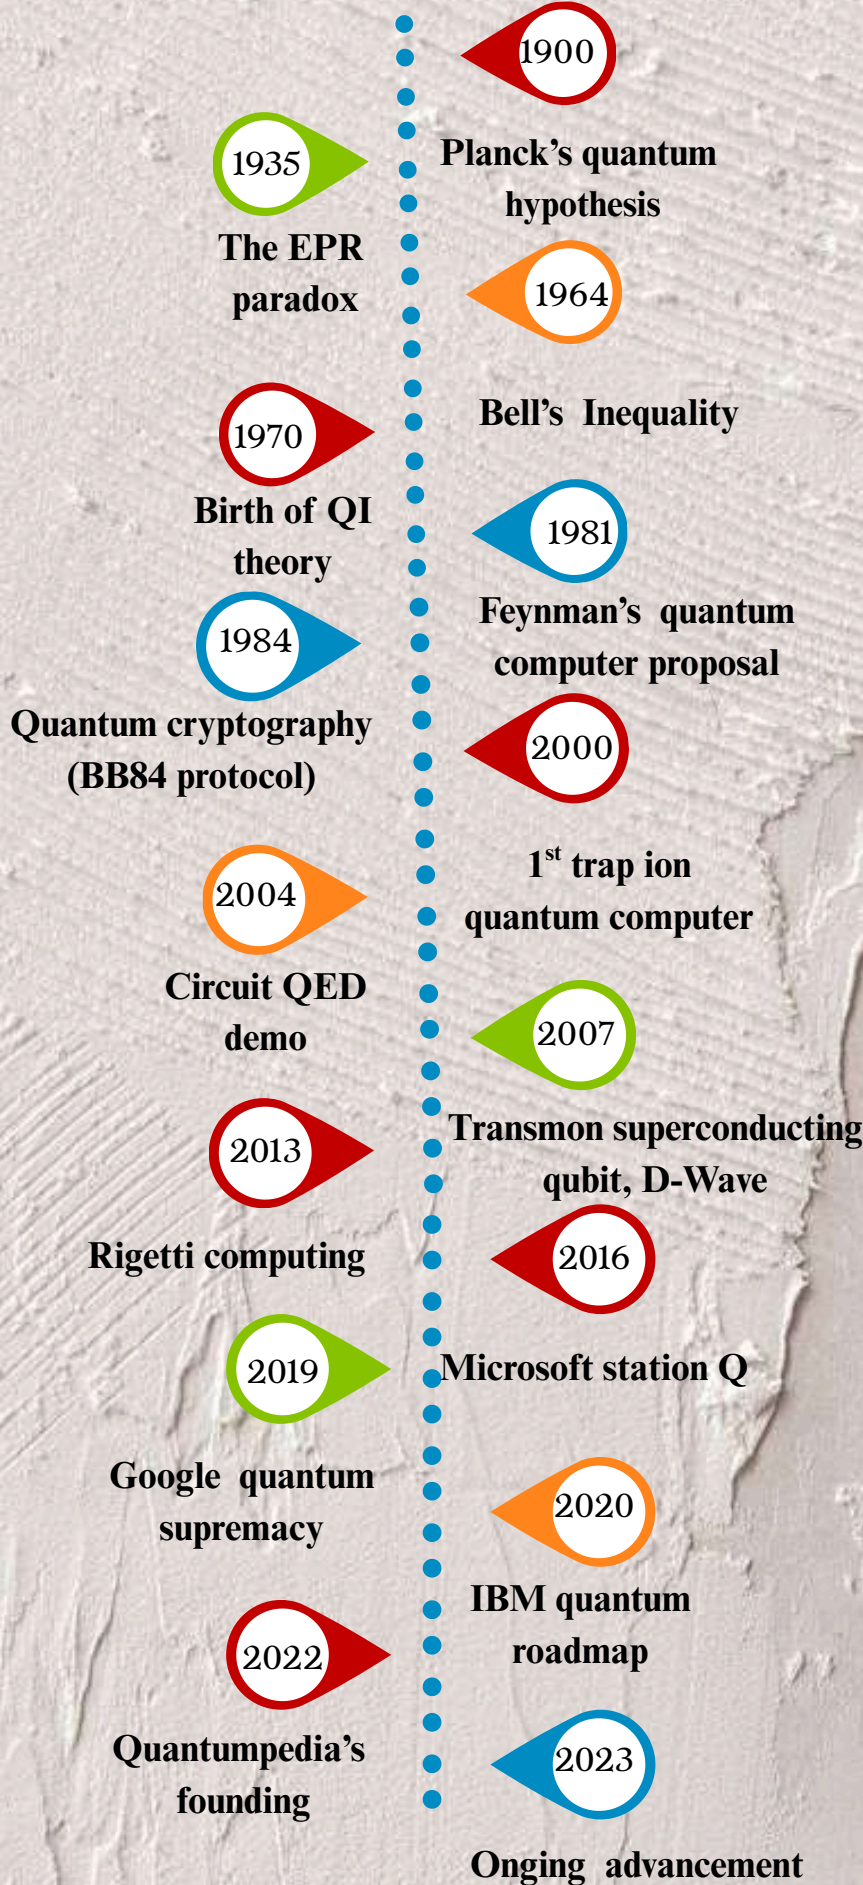 1900
Planck’s quantum
hypothesis
1935
The EPR
paradox
1964
Bell’s Inequality
1970
Birth of QI
theory
1981
Feynman’s quantum
computer proposal
1984
Quantum cryptography
(BB84 protocol)
2000
1st trap ion
quantum computer
2004
Circuit QED
demo
2007
Transmon superconducting
qubit, D-Wave
2013
Rigetti computing
2016
Microsoft station Q
2019
Google quantum
supremacy
2020
IBM quantum
roadmap
2022
Quantumpedia’s
founding
2023
Onging advancement